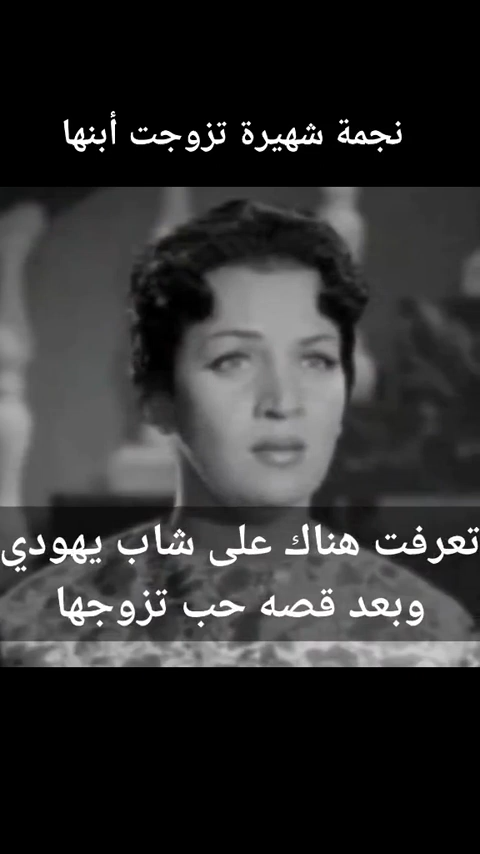 نجمة شهيرة تزوجت أبنها
تعرفت هناك على شاب يهودي
وبعد قصه حب تزوجها